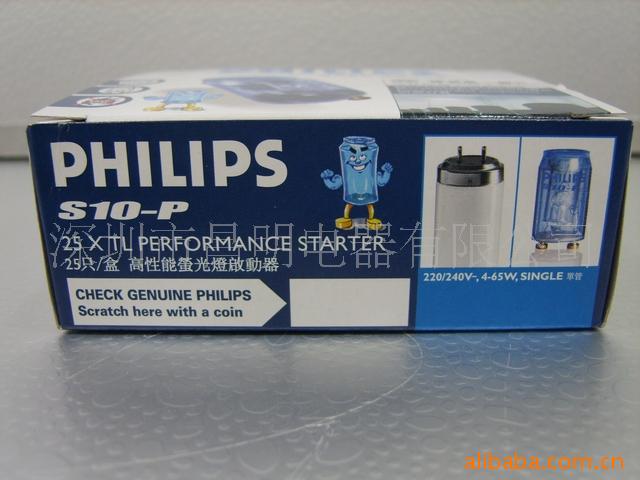 PHILIPS
S10-P
25 X TL PERFORMANCE STARTER
25只/盒 高性能螢光燈啟動器
CHECK GENUINE PHILIPS
Scratch here with a coin
PHILIPS
S10-P
220/240V~, 4-65W, SINGLE 單管
深圳市昱明电器有限公司
alibaba.com.cn